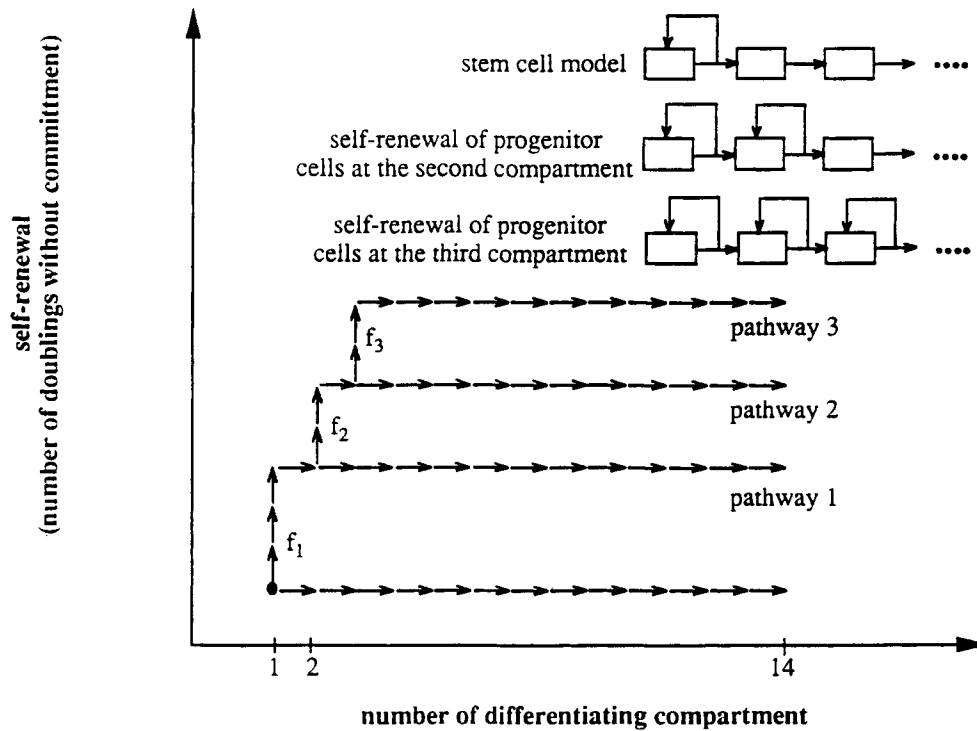 stem cell model
self-renewal of progenitor
cells at the second compartment
self-renewal of progenitor
cells at the third compartment
self-renewal
(number of doublings without committment)
f3
pathway 3
f2
pathway 2
f1
pathway 1
1 2 14
number of differentiating compartment